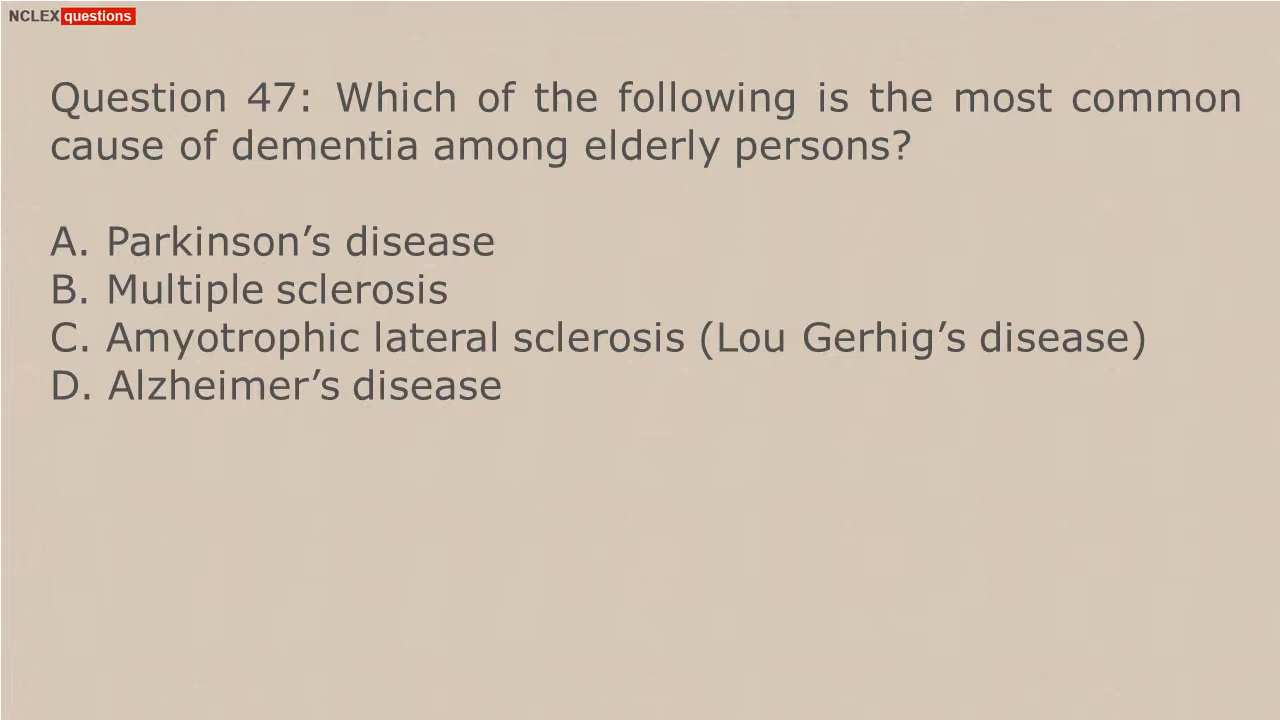 NCLEX questions
Question 47: Which of the following is the most common
cause of dementia among elderly persons?
A. Parkinson’s disease
B. Multiple sclerosis
C. Amyotrophic lateral sclerosis (Lou Gerhig’s disease)
D. Alzheimer’s disease